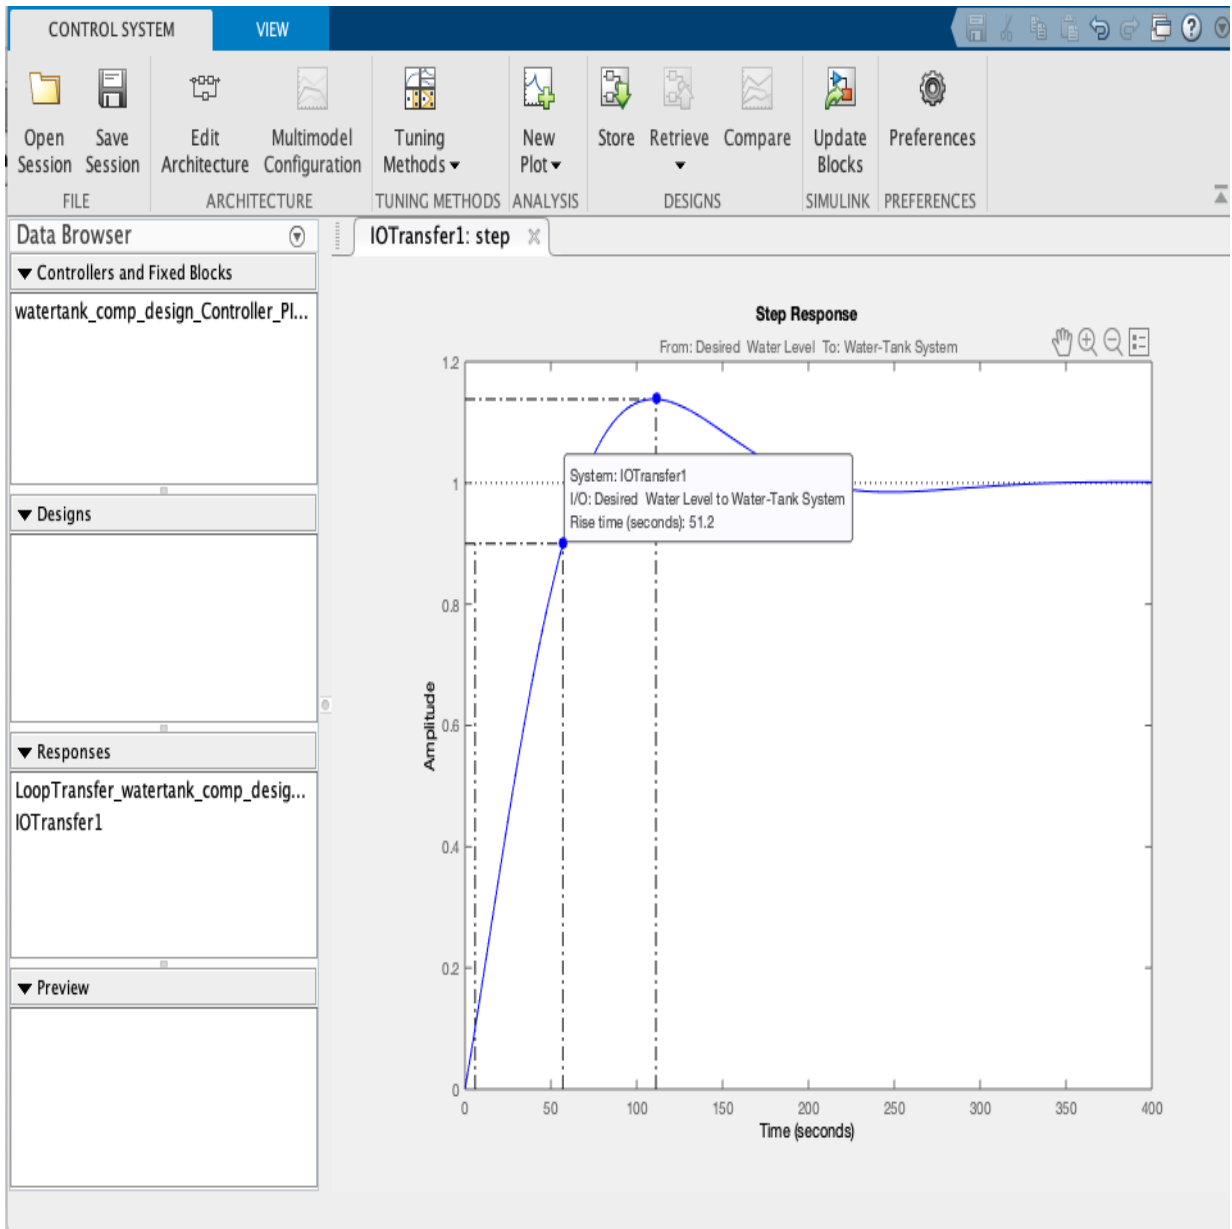 CONTROL SYSTEM
VIEW
Open Session
Save Session
Edit Architecture
Multimodel Configuration
Tuning Methods
New Plot
Store
Retrieve
Compare
Update Blocks
Preferences
FILE
ARCHITECTURE
TUNING METHODS
ANALYSIS
DESIGNS
SIMULINK
PREFERENCES
Data Browser
Controllers and Fixed Blocks
watertank_comp_design_Controller_PI...
Designs
Responses
LoopTransfer_watertank_comp_desig...
IOTransfer1
Preview
IOTransfer1: step
Step Response
From: Desired Water Level To: Water-Tank System
1.2
1
0.8
0.6
0.4
0.2
0
Amplitude
System: IOTransfer1
I/O: Desired Water Level to Water-Tank System
Rise time (seconds): 51.2
0 50 100 150 200 250 300 350 400
Time (seconds)